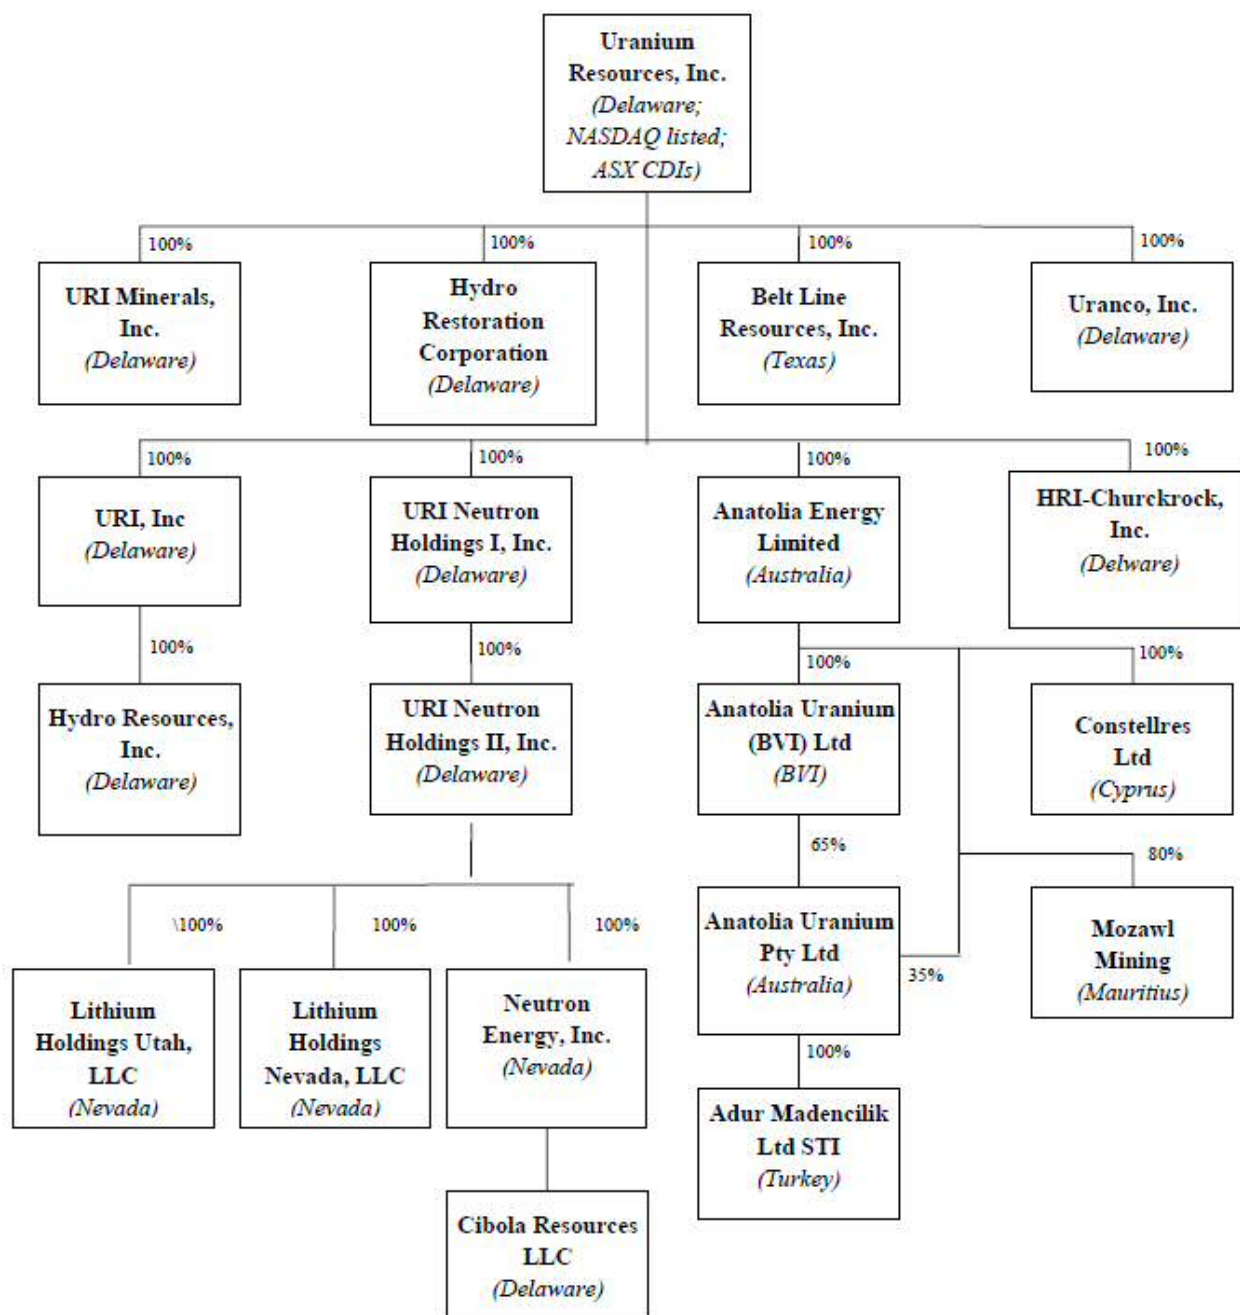 Uranium
Resources, Inc.
(Delaware;
NASDAQ listed;
ASX CDIs)
100%
100%
100%
100%
URI Minerals,
Inc.
(Delaware)
Hydro
Restoration
Corporation
(Delaware)
Belt Line
Resources, Inc.
(Texas)
Uranco, Inc.
(Delaware)
100%
100%
100%
100%
URI, Inc
(Delaware)
URI Neutron
Holdings I, Inc.
(Delaware)
Anatolia Energy
Limited
(Australia)
HRI-Churckrock,
Inc.
(Delware)
100%
100%
100%
100%
Hydro Resources,
Inc.
(Delaware)
URI Neutron
Holdings II, Inc.
(Delaware)
Anatolia Uranium
(BVI) Ltd
(BVI)
Constellres
Ltd
(Cyprus)
65%
80%
\100%
100%
100%
Anatolia Uranium
Pty Ltd
(Australia)
35%
Mozawl
Mining
(Mauritius)
Lithium
Holdings Utah,
LLC
(Nevada)
Lithium
Holdings
Nevada, LLC
(Nevada)
Neutron
Energy, Inc.
(Nevada)
100%
Adur Madencilik
Ltd STI
(Turkey)
Cibola Resources
LLC
(Delaware)